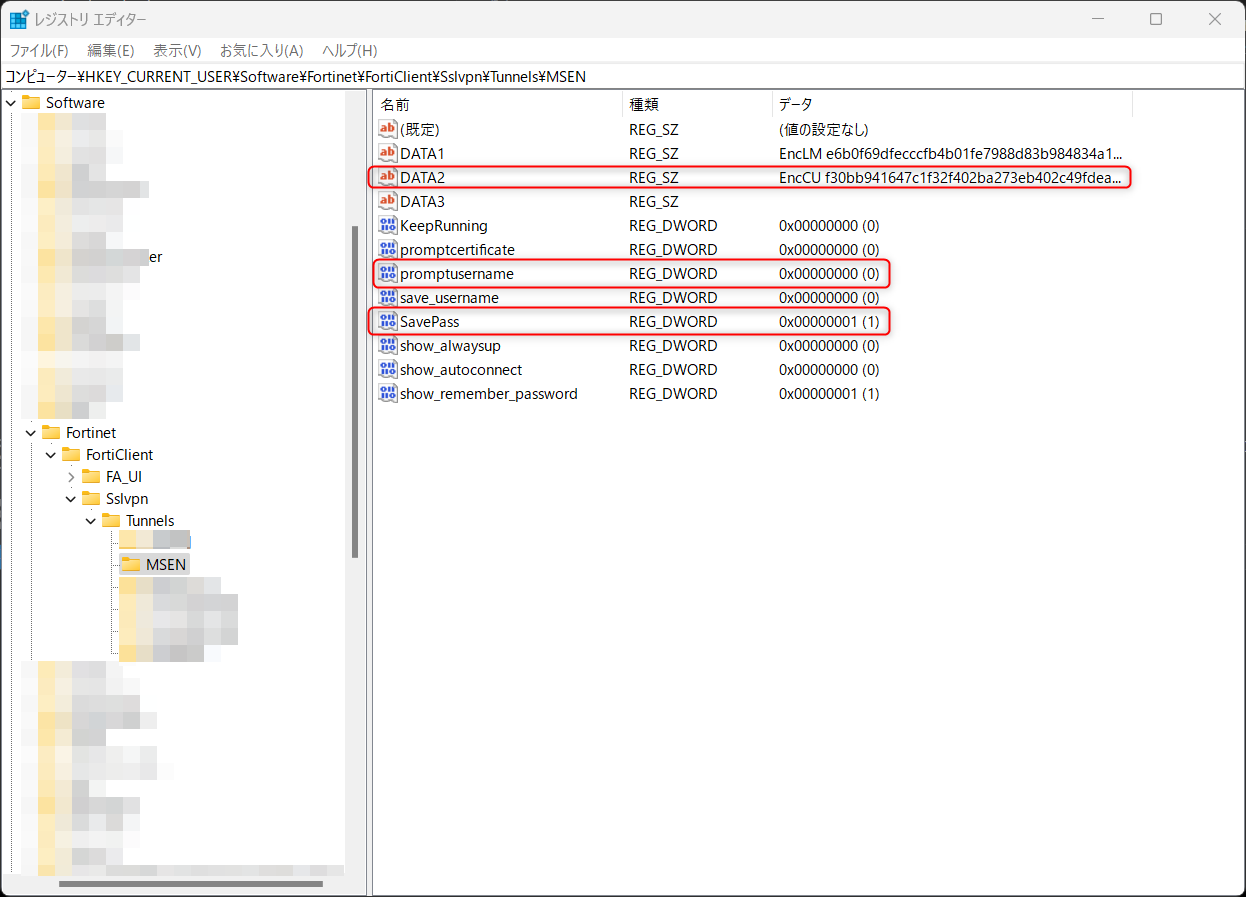 レジストリ エディター
ファイル(F) 編集(E) 表示(V) お気に入り(A) ヘルプ(H)
コンピューター¥HKEY_CURRENT_USER¥Software¥Fortinet¥FortiClient¥Sslvpn¥Tunnels¥MSEN
Software
er
Fortinet
FortiClient
FA_UI
Sslvpn
Tunnels
MSEN
名前 種類 データ
(既定) REG_SZ (値の設定なし)
DATA1 REG_SZ EncLM e6b0f69dfecccfb4b01fe7988d83b984834a1...
DATA2 REG_SZ EncCU f30bb941647c1f32f402ba273eb402c49fdea...
DATA3 REG_SZ
KeepRunning REG_DWORD 0x00000000 (0)
promptcertificate REG_DWORD 0x00000000 (0)
promptusername REG_DWORD 0x00000000 (0)
save_username REG_DWORD 0x00000000 (0)
SavePass REG_DWORD 0x00000001 (1)
show_alwaysup REG_DWORD 0x00000000 (0)
show_autoconnect REG_DWORD 0x00000000 (0)
show_remember_password REG_DWORD 0x00000001 (1)